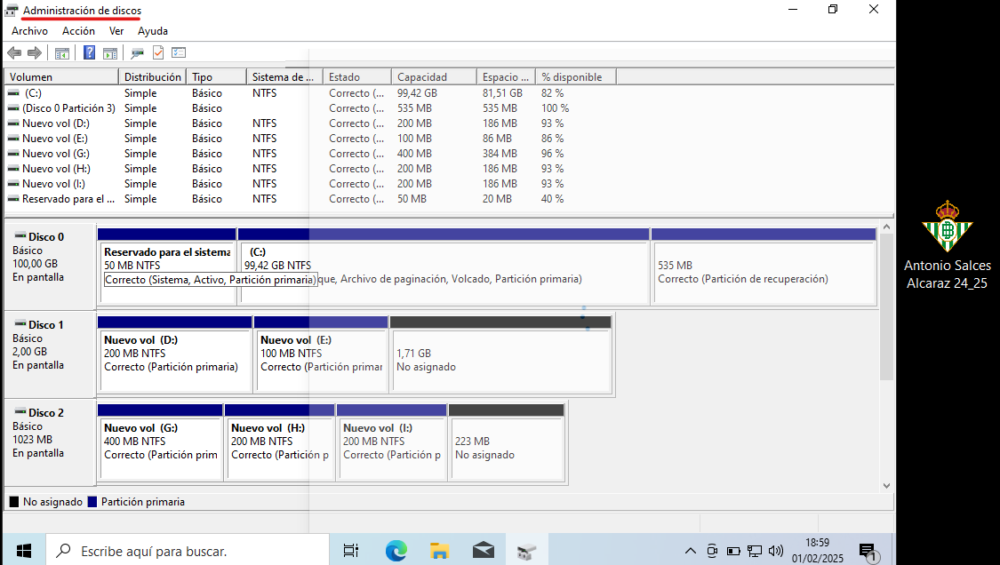 Administración de discos
Archivo Acción Ver Ayuda
Volumen Distribución Tipo Sistema de ... Estado Capacidad Espacio ... % disponible
(C:) Simple Básico NTFS Correcto (... 99,42 GB 81,51 GB 82 %
(Disco 0 Partición 3) Simple Básico Correcto (... 535 MB 535 MB 100 %
Nuevo vol (D:) Simple Básico NTFS Correcto (... 200 MB 186 MB 93 %
Nuevo vol (E:) Simple Básico NTFS Correcto (... 100 MB 86 MB 86 %
Nuevo vol (G:) Simple Básico NTFS Correcto (... 400 MB 384 MB 96 %
Nuevo vol (H:) Simple Básico NTFS Correcto (... 200 MB 186 MB 93 %
Nuevo vol (I:) Simple Básico NTFS Correcto (... 200 MB 186 MB 93 %
Reservado para el ... Simple Básico NTFS Correcto (... 50 MB 20 MB 40 %
Disco 0
Básico
100,00 GB
En pantalla
Reservado para el sistema
50 MB NTFS
Correcto (Sistema, Activo, Partición primaria)
(C:)
99,42 GB NTFS
que, Archivo de paginación, Volcado, Partición primaria)
535 MB
Correcto (Partición de recuperación)
Disco 1
Básico
2,00 GB
En pantalla
Nuevo vol (D:)
200 MB NTFS
Correcto (Partición primaria)
Nuevo vol (E:)
100 MB NTFS
Correcto (Partición primar
1,71 GB
No asignado
Disco 2
Básico
1023 MB
En pantalla
Nuevo vol (G:)
400 MB NTFS
Correcto (Partición prim
Nuevo vol (H:)
200 MB NTFS
Correcto (Partición p
Nuevo vol (I:)
200 MB NTFS
Correcto (Partición p
223 MB
No asignado
No asignado Partición primaria
Antonio Salces
Alcaraz 24_25
Escribe aquí para buscar.
18:59
01/02/2025
1